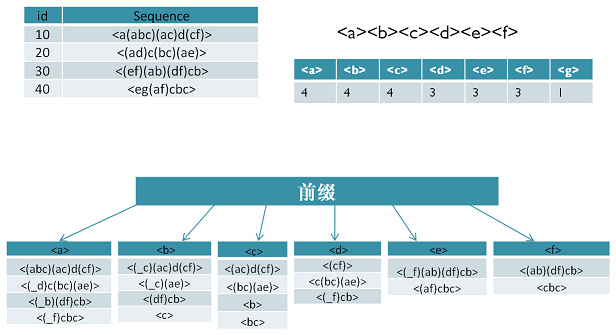 id Sequence
10 <a(abc)(ac)d(cf)>
20 <(ad)c(bc)(ae)>
30 <(ef)(ab)(df)cb>
40 <eg(af)cbc>
<a><b><c><d><e><f>
<a> <b> <c> <d> <e> <f> <g>
4 4 4 3 3 3 1
前缀
<a>
<(abc)(ac)d(cf)>
<(_d)c(bc)(ae)>
<(_b)(df)cb>
<(_f)cbc>
<b>
<(_c)(ac)d(cf)>
<(_c)(ae)>
<(df)cb>
<c>
<c>
<(ac)d(cf)>
<(bc)(ae)>
<b>
<bc>
<d>
<(cf)>
<c(bc)(ae)>
<(_f)cb>
<e>
<(_f)(ab)(df)cb>
<(af)cbc>
<f>
<(ab)(df)cb>
<cbc>